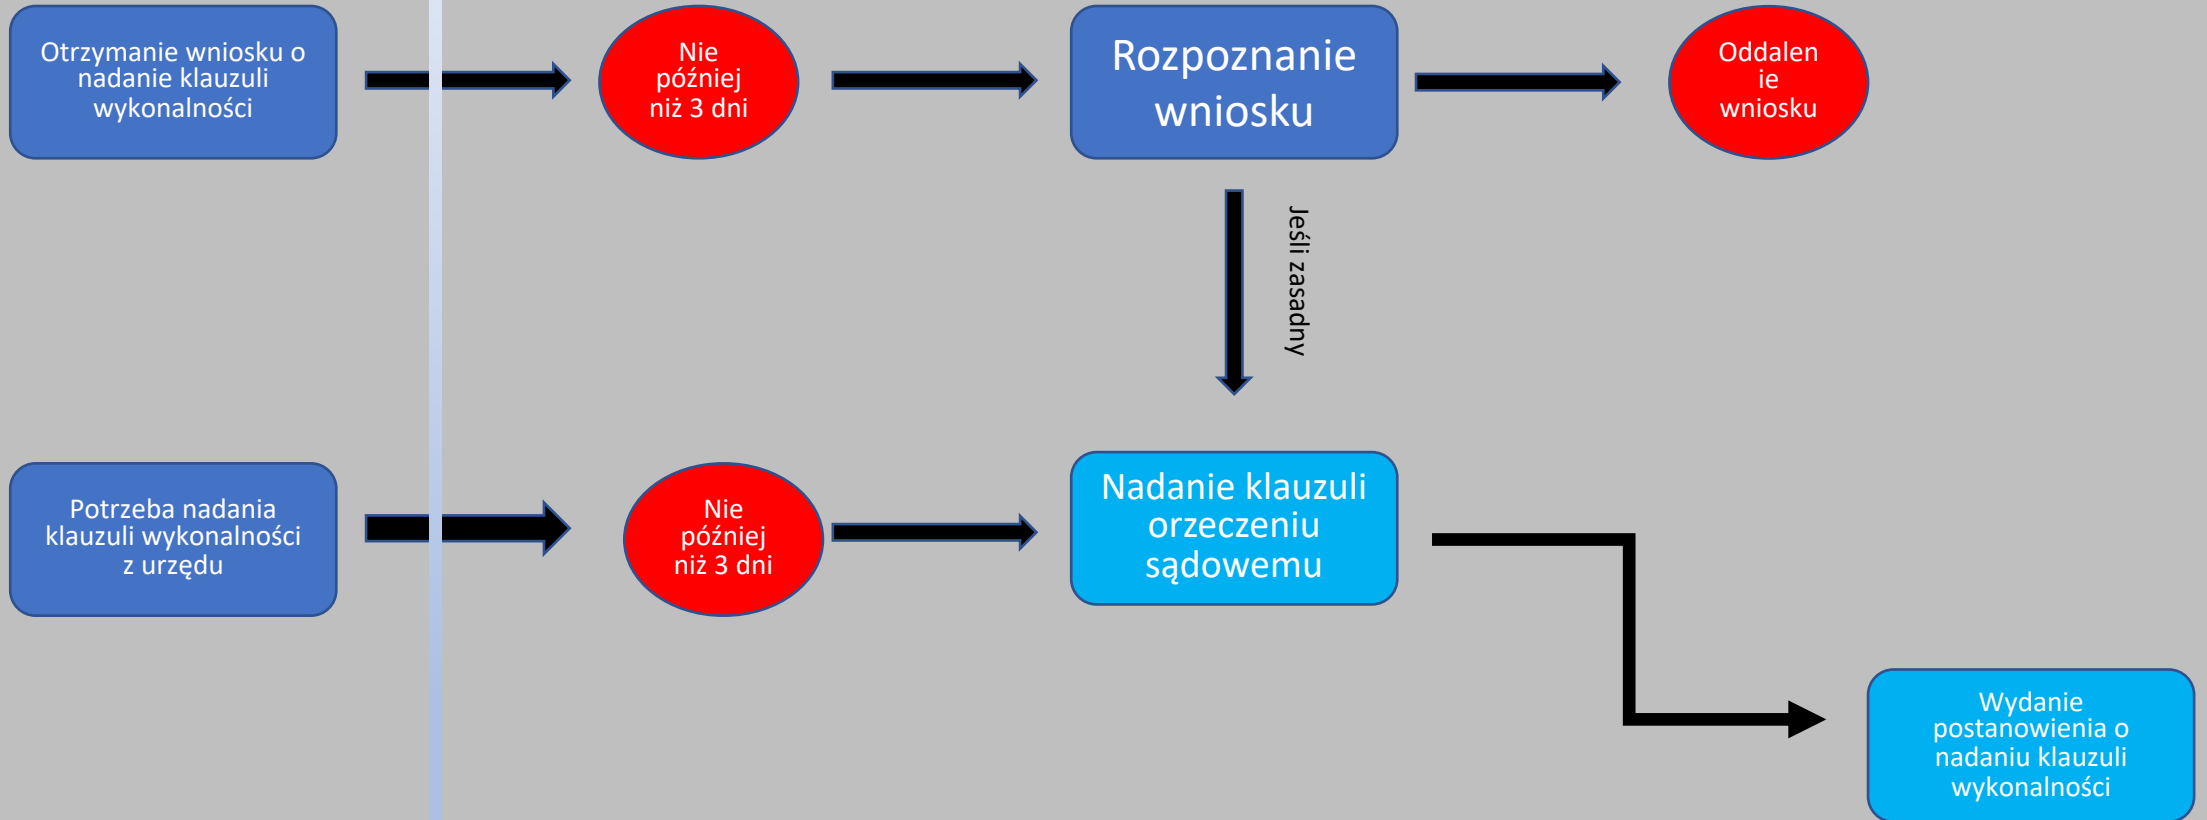 Otrzymanie wniosku o
nadanie klauzuli
wykonalności
Nie
później
niż 3 dni
Rozpoznanie
wniosku
Oddalen
ie
wniosku
Jeśli zasadny
Potrzeba nadania
klauzuli wykonalności
z urzędu
Nie
później
niż 3 dni
Nadanie klauzuli
orzeczeniu
sądowemu
Wydanie
postanowienia o
nadaniu klauzuli
wykonalności